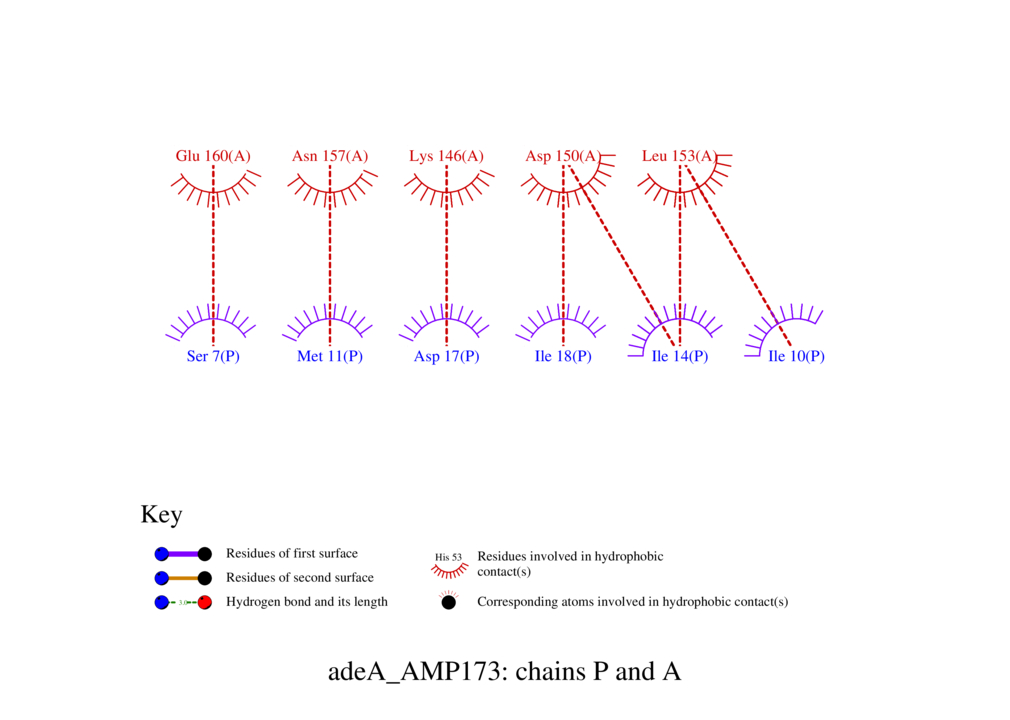 Glu 160(A) Asn 157(A) Lys 146(A) Asp 150(A) Leu 153(A)
Ser 7(P) Met 11(P) Asp 17(P) Ile 18(P) Ile 14(P) Ile 10(P)
Key
Residues of first surface
Residues of second surface
3.0
Hydrogen bond and its length
His 53
Residues involved in hydrophobic
contact(s)
Corresponding atoms involved in hydrophobic contact(s)
adeA_AMP173: chains P and A